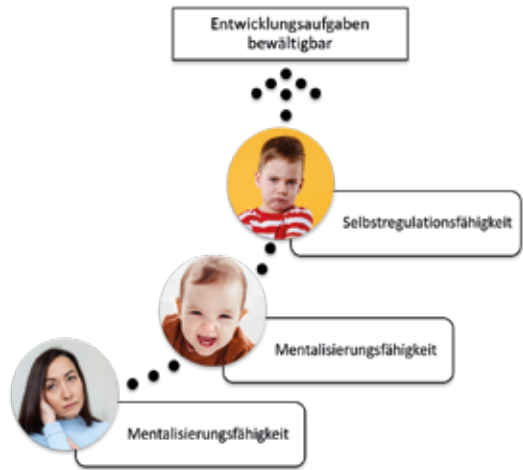 Entwicklungsaufgaben
bewältigbar
Selbstregulationsfähigkeit
Mentalisierungsfähigkeit
Mentalisierungsfähigkeit